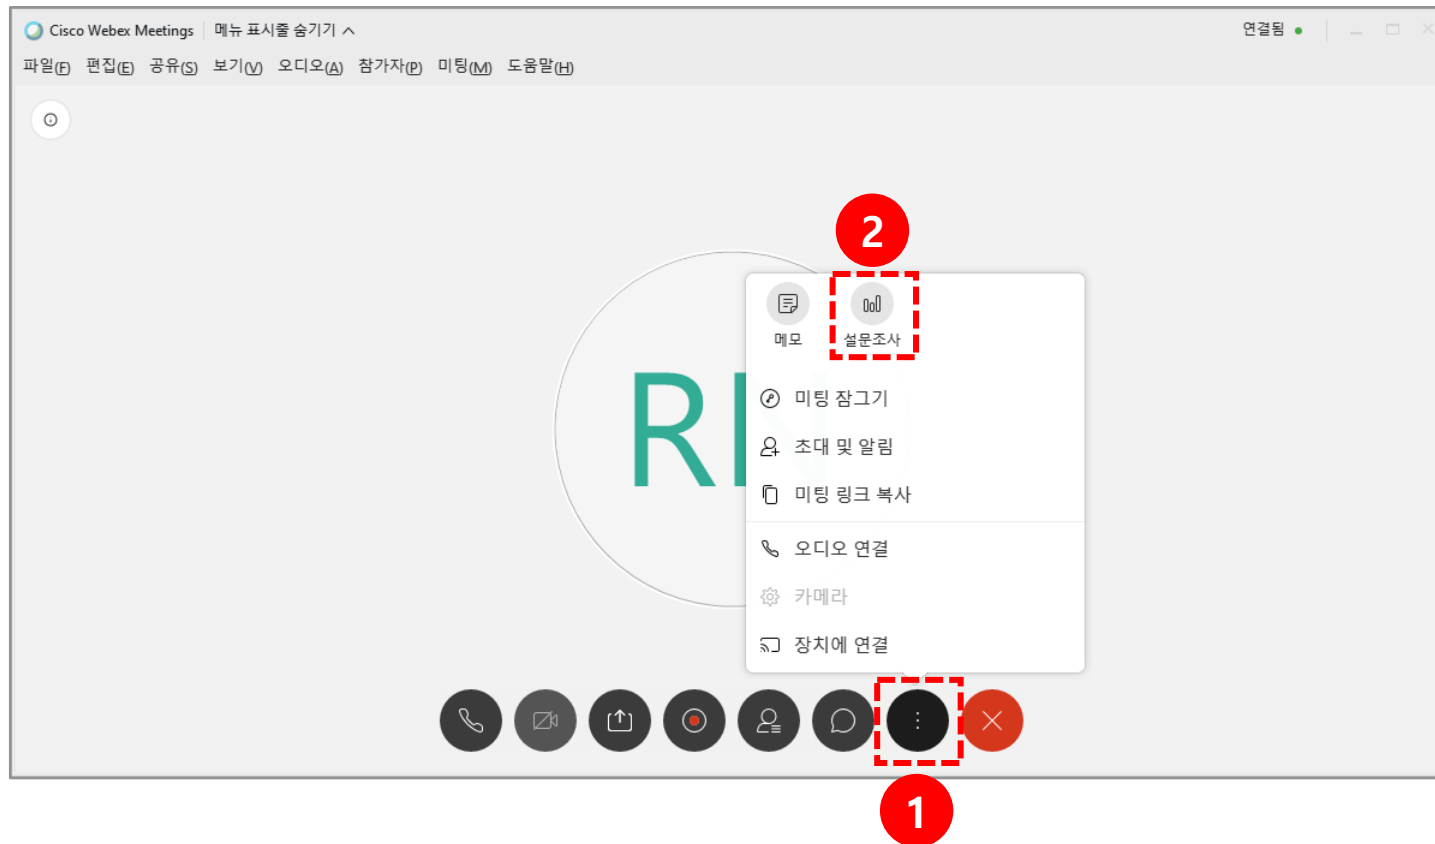 Cisco Webex Meetings 메뉴 표시줄 숨기기 연결됨
파일(F) 편집(E) 공유(S) 보기(V) 오디오(A) 참가자(P) 미팅(M) 도움말(H)
2
메모 설문조사
미팅 잠그기
R
초대 및 알림
미팅 링크 복사
오디오 연결
카메라
장치에 연결
1